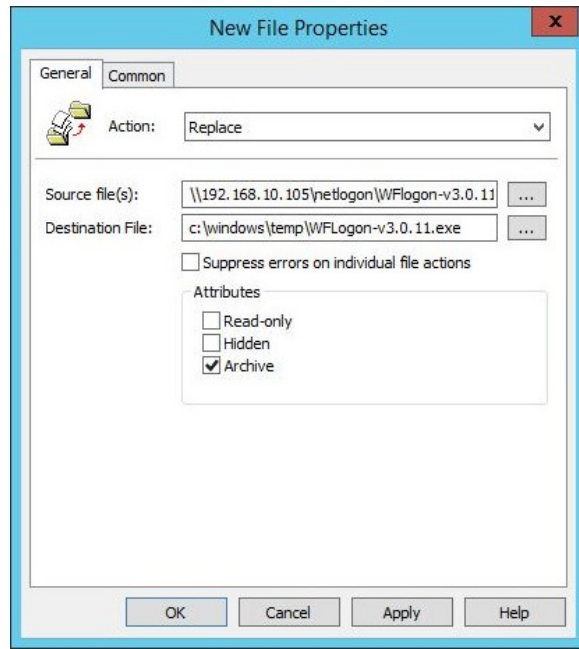 New File Properties
x
General Common
Action: Replace
Source file(s): \\192.168.10.105\netlogon\WFlogon-v3.0.11 ...
Destination File: c:\windows\temp\WFLogon-v3.0.11.exe ...
Suppress errors on individual file actions
Attributes
Read-only
Hidden
Archive
OK Cancel Apply Help